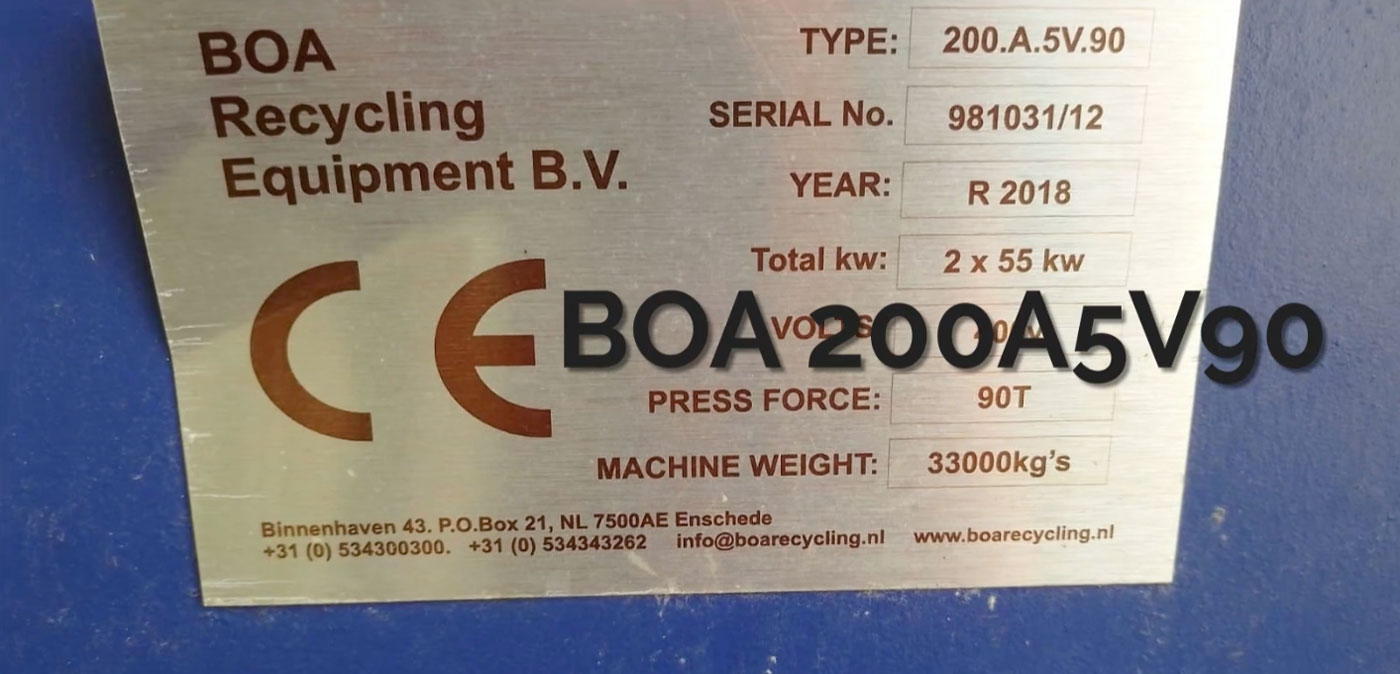 BOA
Recycling
Equipment B.V.
TYPE: 200.A.5V.90
SERIAL No. 981031/12
YEAR: R 2018
Total kw: 2 x 55 kw
CE
BOA 200A5V90
VOLTS
PRESS FORCE: 90T
MACHINE WEIGHT: 33000kg's
Binnenhaven 43. P.O.Box 21, NL 7500AE Enschede
+31 (0) 534300300. +31 (0) 534343262 info@boarecycling.nl www.boarecycling.nl